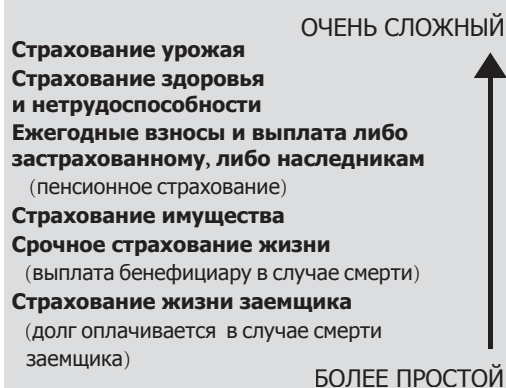 ОЧЕНЬ СЛОЖНЫЙ
Страхование урожая
Страхование здоровья
и нетрудоспособности
Ежегодные взносы и выплата либо
застрахованному, либо наследникам
(пенсионное страхование)
Страхование имущества
Срочное страхование жизни
(выплата бенефициару в случае смерти)
Страхование жизни заемщика
(долг оплачивается в случае смерти
заемщика)
БОЛЕЕ ПРОСТОЙ